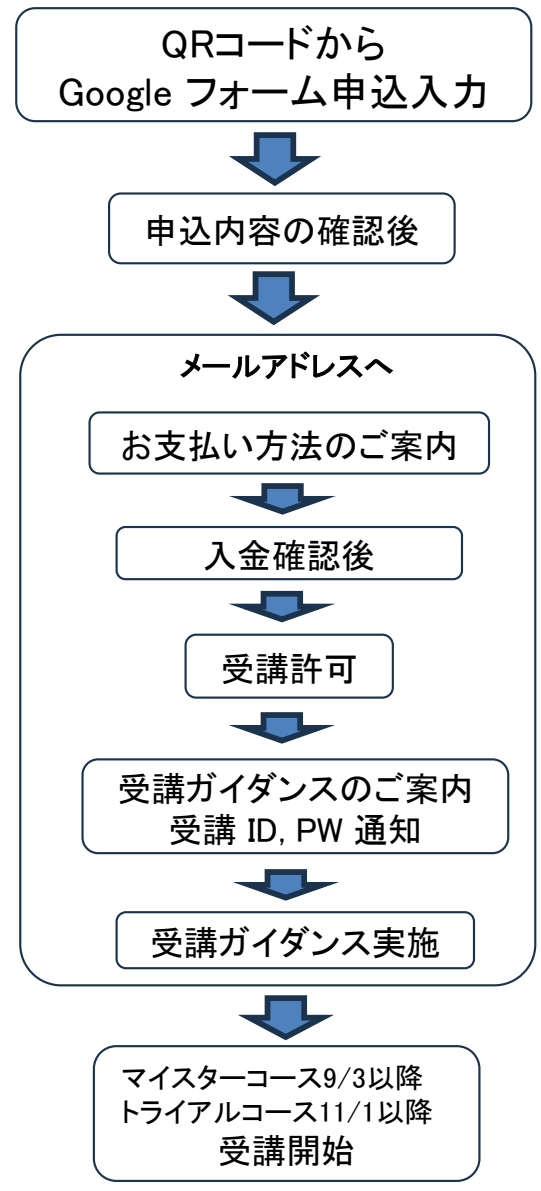 QRコードから
Google フォーム申込入力
申込内容の確認後
メールアドレスへ
お支払い方法のご案内
入金確認後
受講許可
受講ガイダンスのご案内
受講 ID, PW 通知
受講ガイダンス実施
マイスターコース9/3以降
トライアルコース11/1以降
受講開始